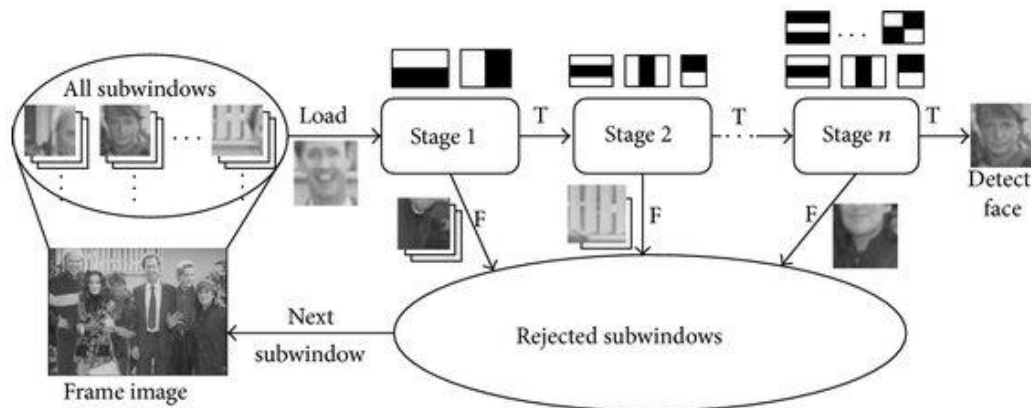 All subwindows
. . .
Load
Stage 1
T
Stage 2
T
. . .
Stage n
T
Detect
face
F
F
F
Rejected subwindows
Next
subwindow
Frame image